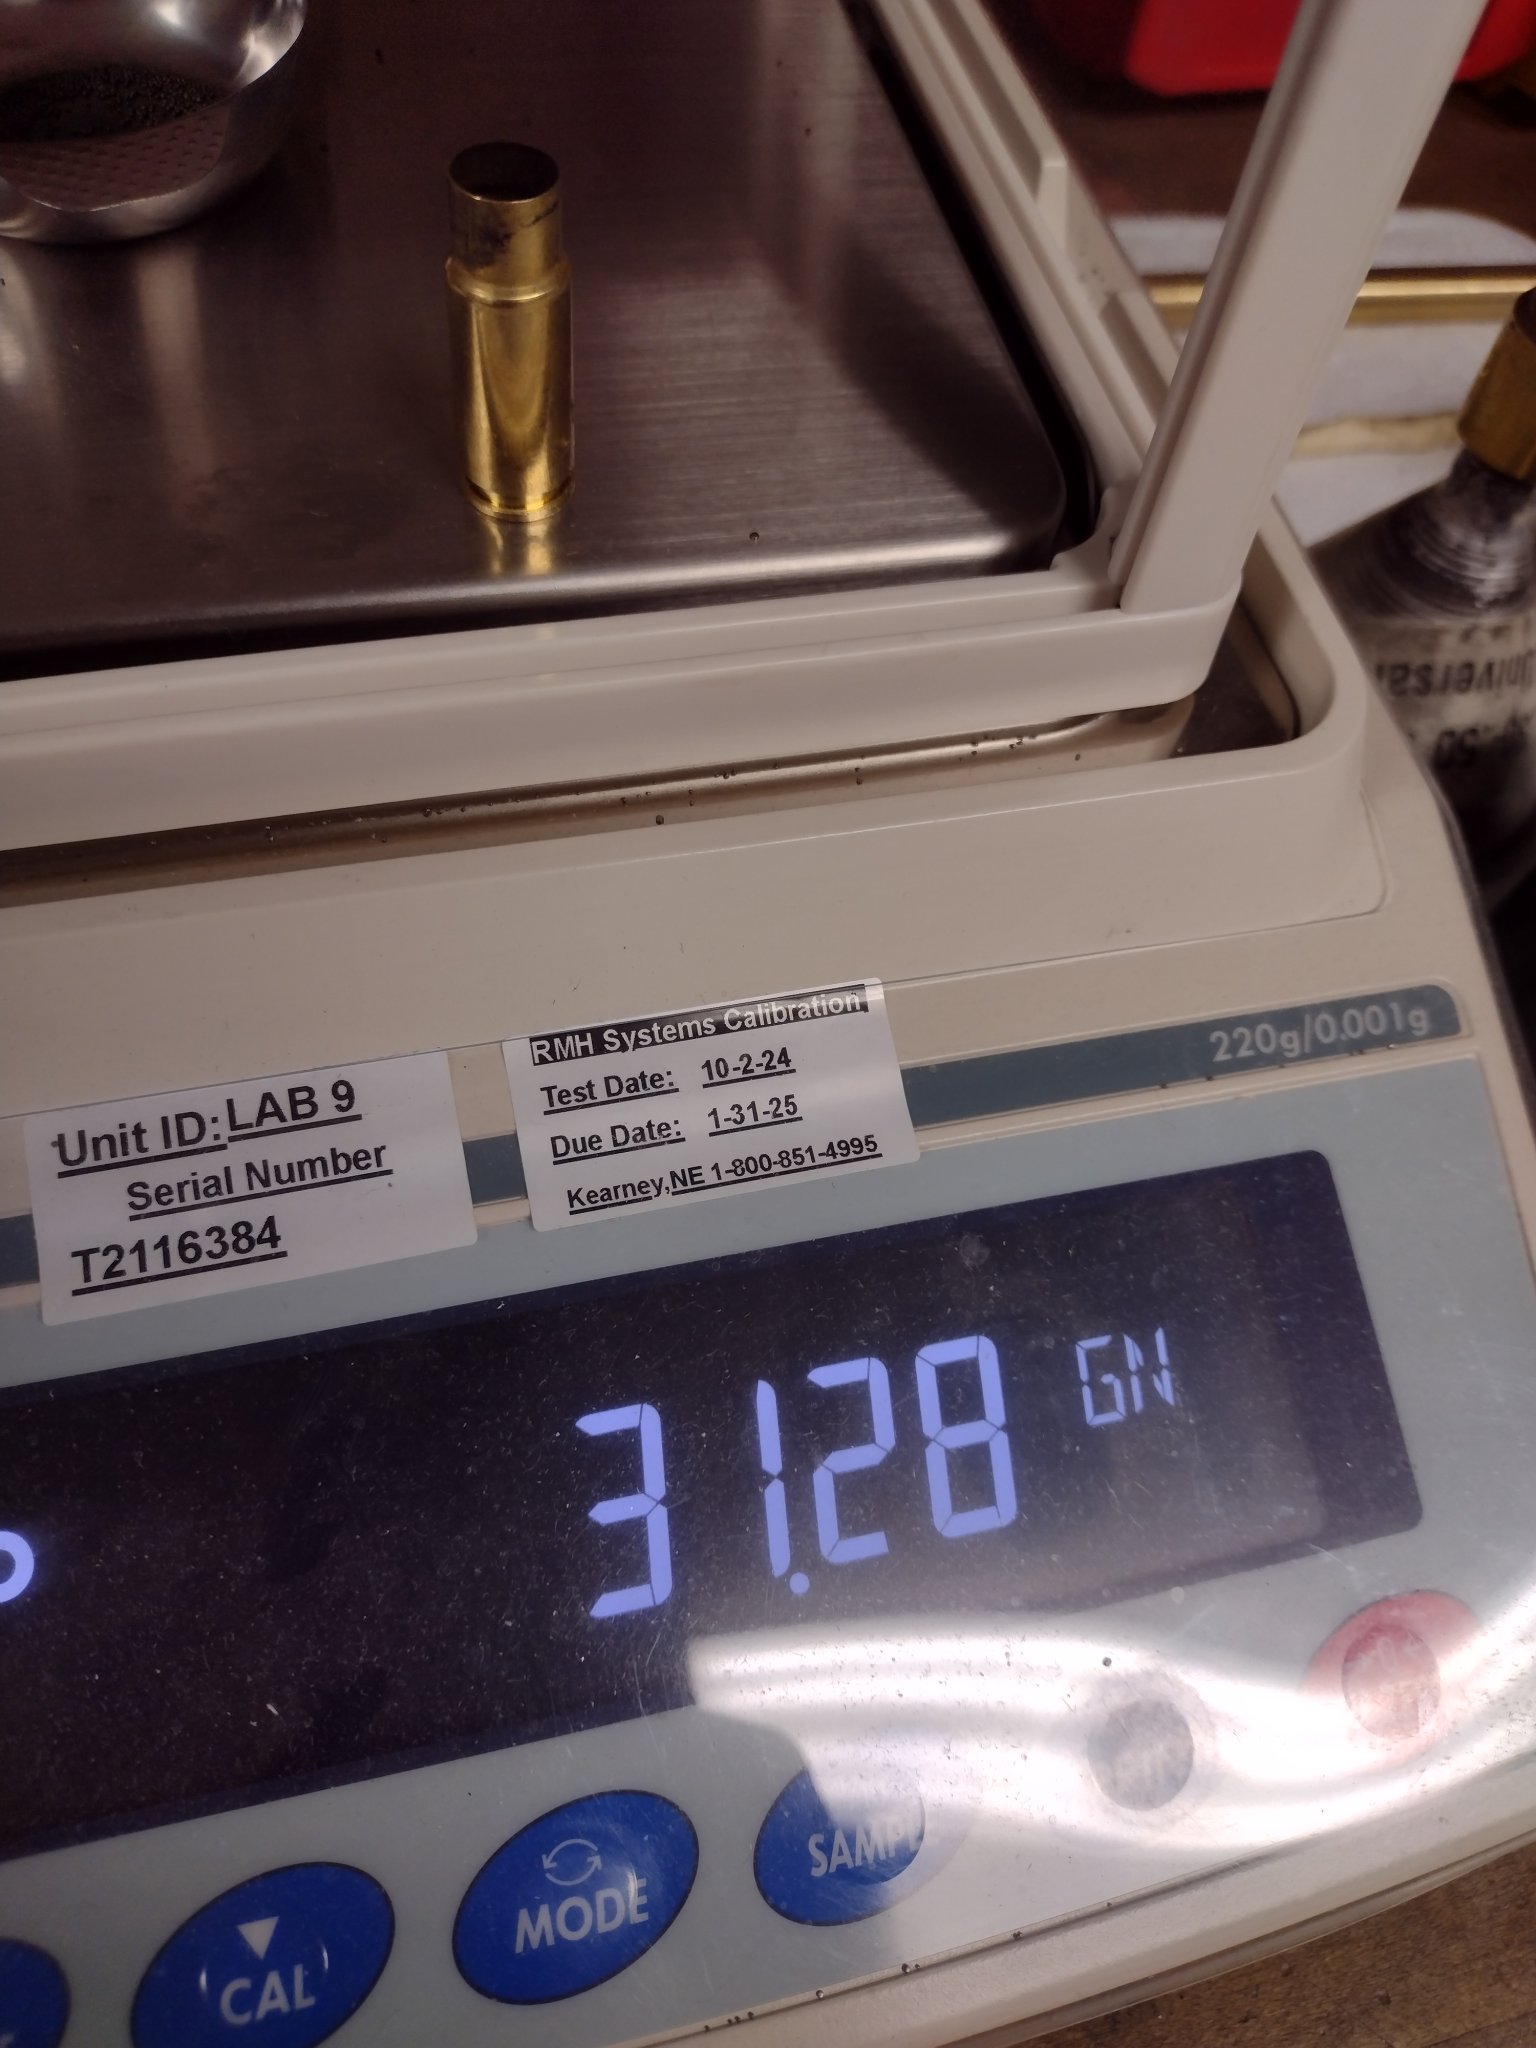 220g/0.001g
RMH Systems Calibration
Test Date: 10-2-24
Due Date: 1-31-25
Kearney,NE 1-800-851-4995
Unit ID: LAB 9
Serial Number
T2116384
31.28 GN
MODE
CAL